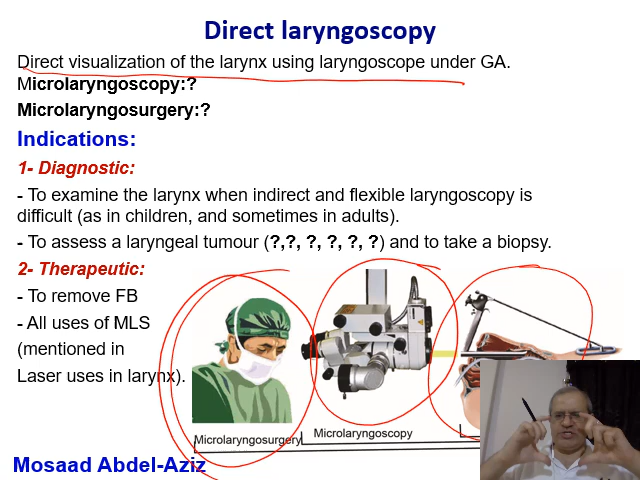 Direct laryngoscopy
Direct visualization of the larynx using laryngoscope under GA.
Microlaryngoscopy:?
Microlaryngosurgery:?
Indications:
1- Diagnostic:
- To examine the larynx when indirect and flexible laryngoscopy is
difficult (as in children, and sometimes in adults).
- To assess a laryngeal tumour (?,?, ?, ?, ?, ?) and to take a biopsy.
2- Therapeutic:
- To remove FB
- All uses of MLS
(mentioned in
Laser uses in larynx).
Microlaryngosurgery
Microlaryngoscopy
Mosaad Abdel-Aziz